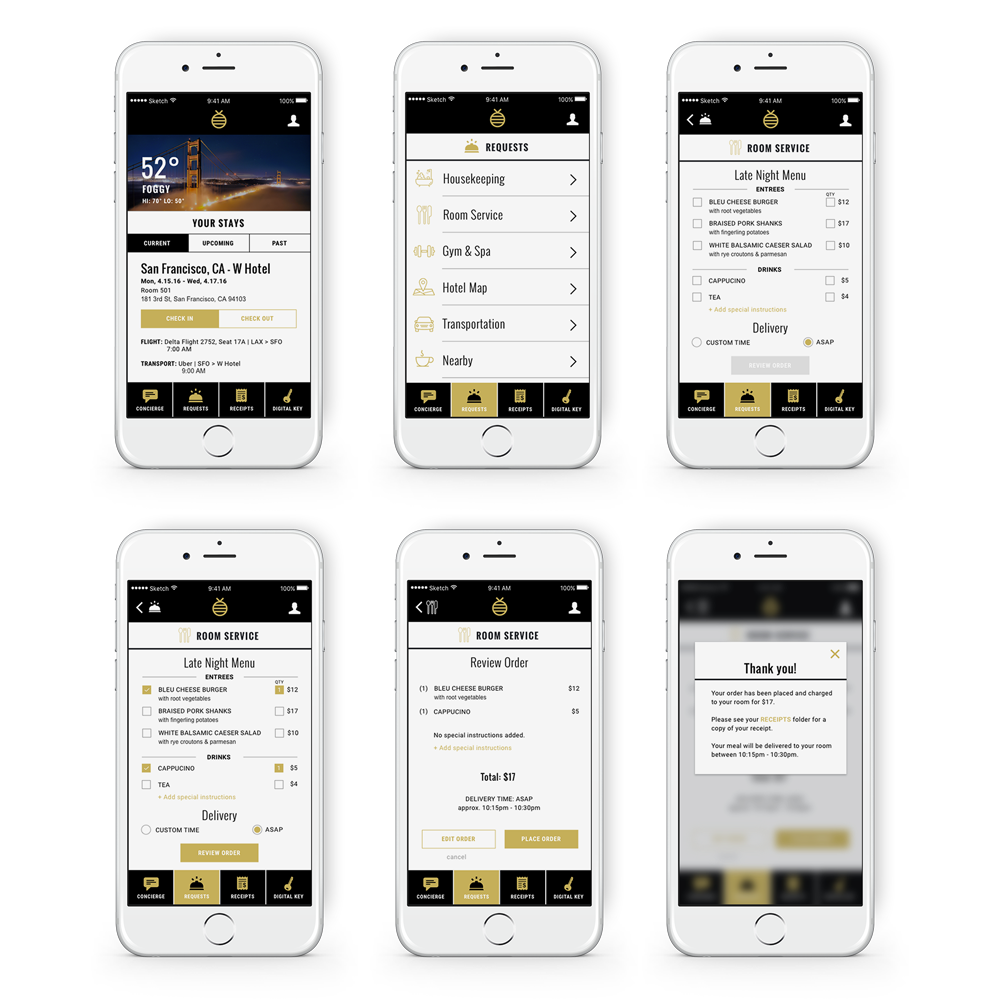 Sketch 9:41 AM 100%
52°
FOGGY
HI: 70° LO: 50°
YOUR STAYS
CURRENT UPCOMING PAST
San Francisco, CA - W Hotel
Mon, 4.15.16 - Wed, 4.17.16
Room 501
181 3rd St, San Francisco, CA 94103
CHECK IN CHECK OUT
FLIGHT: Delta Flight 2752, Seat 17A | LAX > SFO
7:00 AM
TRANSPORT: Uber | SFO > W Hotel
9:00 AM
CONCIERGE REQUESTS RECEIPTS DIGITAL KEY
Sketch 9:41 AM 100%
REQUESTS
Housekeeping
Room Service
Gym & Spa
Hotel Map
Transportation
Nearby
CONCIERGE REQUESTS RECEIPTS DIGITAL KEY
Sketch 9:41 AM 100%
ROOM SERVICE
Late Night Menu
ENTREES
QTY
BLEU CHEESE BURGER $12
with root vegetables
BRAISED PORK SHANKS $17
with fingerling potatoes
WHITE BALSAMIC CAESER SALAD $10
with rye croutons & parmesan
DRINKS
CAPPUCINO $5
TEA $4
+ Add special instructions
Delivery
CUSTOM TIME ASAP
REVIEW ORDER
CONCIERGE REQUESTS RECEIPTS DIGITAL KEY
Sketch 9:41 AM 100%
ROOM SERVICE
Late Night Menu
ENTREES
QTY
BLEU CHEESE BURGER 1 $12
with root vegetables
BRAISED PORK SHANKS $17
with fingerling potatoes
WHITE BALSAMIC CAESER SALAD $10
with rye croutons & parmesan
DRINKS
CAPPUCINO 1 $5
TEA $4
+ Add special instructions
Delivery
CUSTOM TIME ASAP
REVIEW ORDER
CONCIERGE REQUESTS RECEIPTS DIGITAL KEY
Sketch 9:41 AM 100%
ROOM SERVICE
Review Order
(1) BLEU CHEESE BURGER $12
with root vegetables
(1) CAPPUCINO $5
No special instructions added.
+ Add special instructions
Total: $17
DELIVERY TIME: ASAP
approx. 10:15pm - 10:30pm
EDIT ORDER PLACE ORDER
cancel
CONCIERGE REQUESTS RECEIPTS DIGITAL KEY
Thank you!
Your order has been placed and charged
to your room for $17.
Please see your RECEIPTS folder for a
copy of your receipt.
Your meal will be delivered to your room
between 10:15pm - 10:30pm.